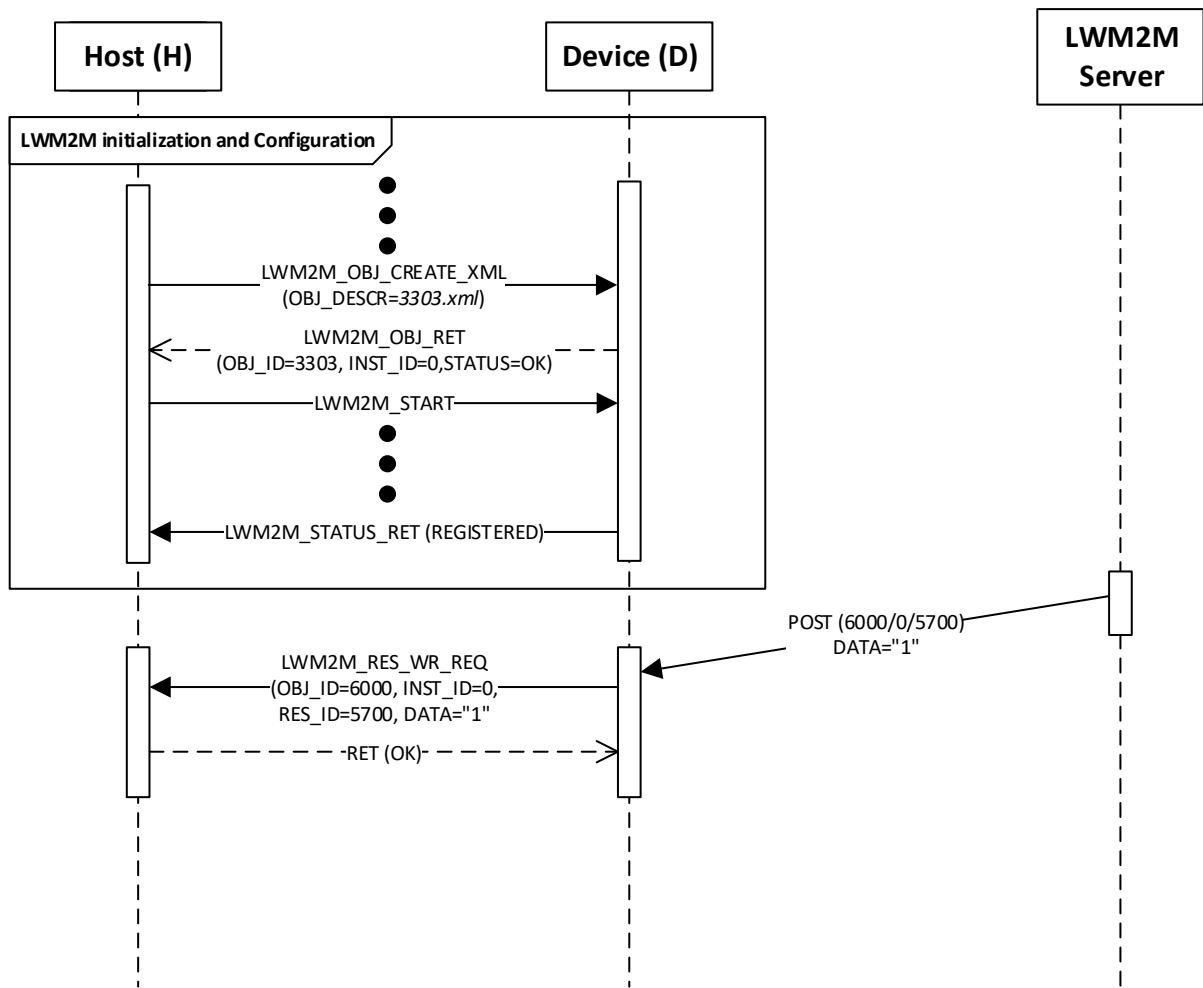 Host (H)
Device (D)
LWM2M
Server
LWM2M initialization and Configuration
LWM2M_OBJ_CREATE_XML
(OBJ_DESCR=3303.xml)
LWM2M_OBJ_RET
(OBJ_ID=3303, INST_ID=0,STATUS=OK)
LWM2M_START
LWM2M_STATUS_RET (REGISTERED)
POST (6000/0/5700)
DATA="1"
LWM2M_RES_WR_REQ
(OBJ_ID=6000, INST_ID=0,
RES_ID=5700, DATA="1"
RET (OK)